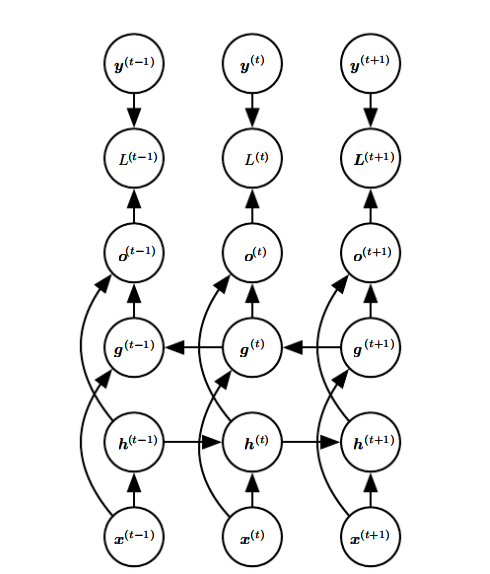 y^(t−1) y^(t) y^(t+1)
L^(t−1) L^(t) L^(t+1)
o^(t−1) o^(t) o^(t+1)
g^(t−1) g^(t) g^(t+1)
h^(t−1) h^(t) h^(t+1)
x^(t−1) x^(t) x^(t+1)